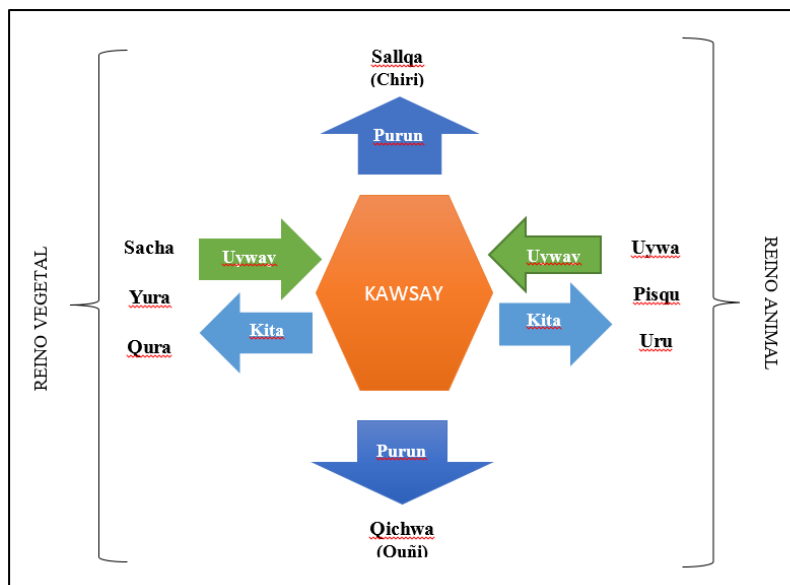 Sallqa
(Chiri)
Purun
REINO VEGETAL
Sacha
Yura
Qura
Uyway
Kita
KAWSAY
Uyway
Kita
Uywa
Pisqu
Uru
REINO ANIMAL
Purun
Qichwa
(Quñi)